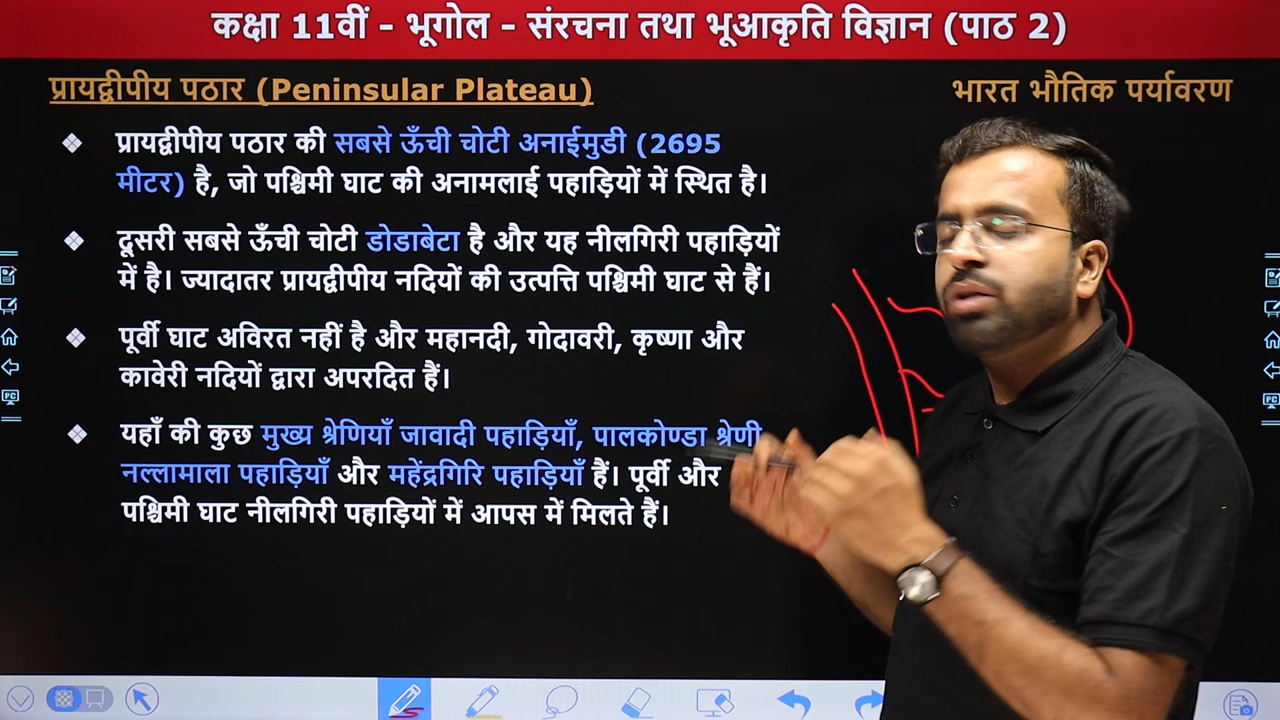 कक्षा 11वीं - भूगोल - संरचना तथा भूआकृति विज्ञान (पाठ 2)
प्रायद्वीपीय पठार (Peninsular Plateau)
भारत भौतिक पर्यावरण
❖ प्रायद्वीपीय पठार की सबसे ऊँची चोटी अनाईमुडी (2695
मीटर) है, जो पश्चिमी घाट की अनामलाई पहाड़ियों में स्थित है।
❖ दूसरी सबसे ऊँची चोटी डोडाबेटा है और यह नीलगिरी पहाड़ियों
में है। ज्यादातर प्रायद्वीपीय नदियों की उत्पत्ति पश्चिमी घाट से हैं।
❖ पूर्वी घाट अविरत नहीं है और महानदी, गोदावरी, कृष्णा और
कावेरी नदियों द्वारा अपरदित हैं।
❖ यहाँ की कुछ मुख्य श्रेणियाँ जावादी पहाड़ियाँ, पालकोण्डा श्रेणी
नल्लामाला पहाड़ियाँ और महेंद्रगिरि पहाड़ियाँ हैं। पूर्वी और
पश्चिमी घाट नीलगिरी पहाड़ियों में आपस में मिलते हैं।
PC
PC